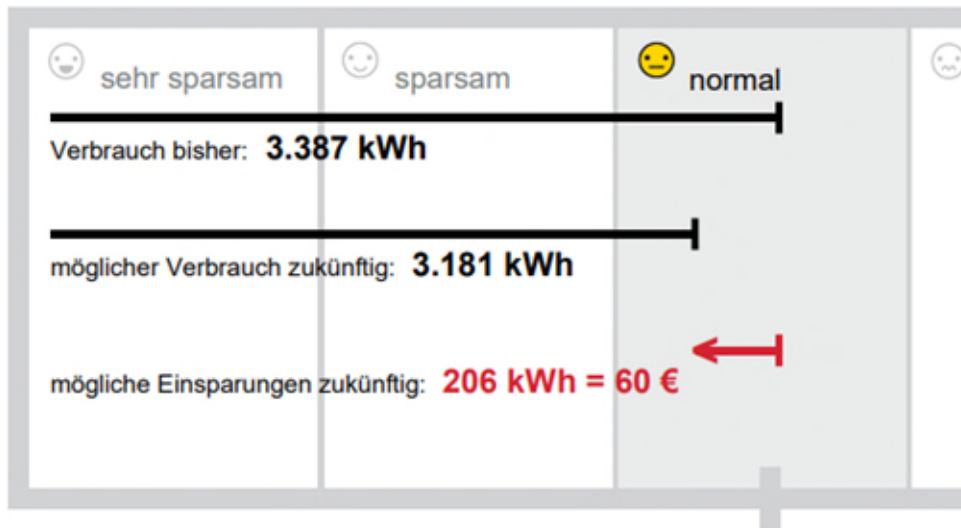 sehr sparsam
sparsam
normal
Verbrauch bisher: 3.387 kWh
möglicher Verbrauch zukünftig: 3.181 kWh
mögliche Einsparungen zukünftig: 206 kWh = 60 €